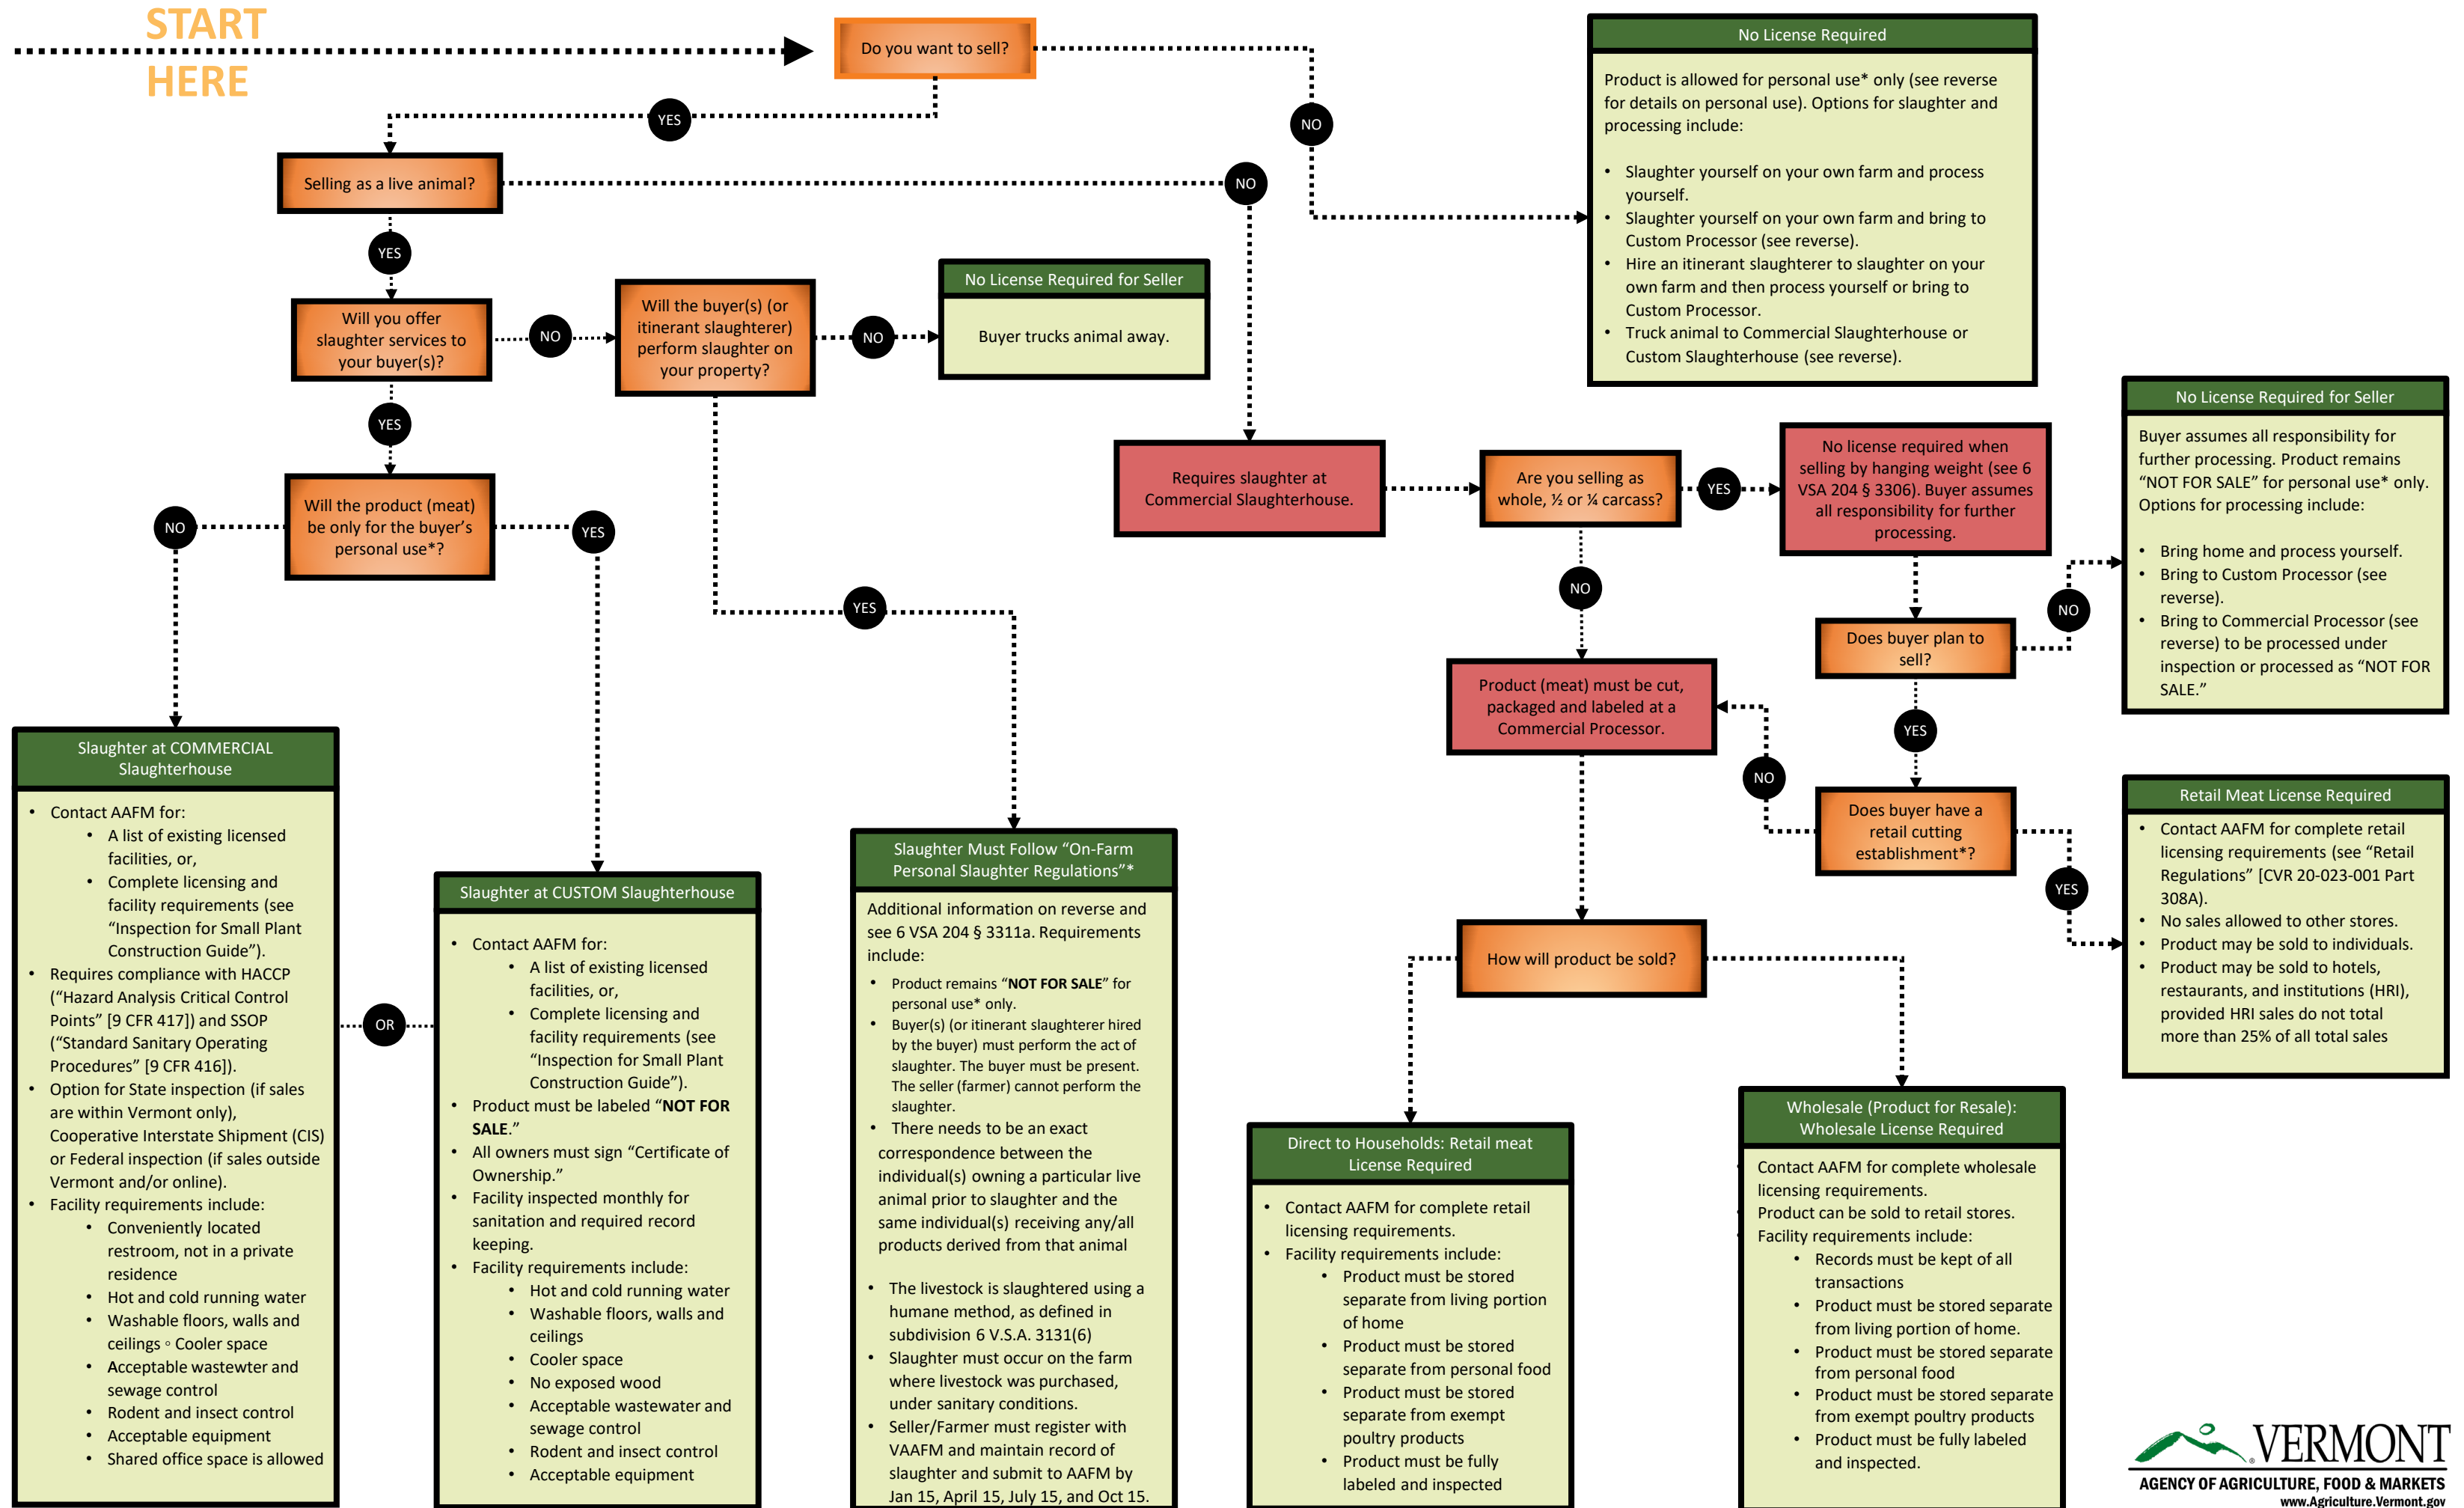 START
HERE
Do you want to sell?
YES
NO
No License Required
Product is allowed for personal use* only (see reverse
for details on personal use). Options for slaughter and
processing include:
• Slaughter yourself on your own farm and process
yourself.
• Slaughter yourself on your own farm and bring to
Custom Processor (see reverse).
• Hire an itinerant slaughterer to slaughter on your
own farm and then process yourself or bring to
Custom Processor.
• Truck animal to Commercial Slaughterhouse or
Custom Slaughterhouse (see reverse).
Selling as a live animal?
NO
YES
Will you offer
slaughter services to
your buyer(s)?
NO
Will the buyer(s) (or
itinerant slaughterer)
perform slaughter on
your property?
NO
No License Required for Seller
Buyer trucks animal away.
YES
YES
Will the product (meat)
be only for the buyer's
personal use*?
NO
YES
Requires slaughter at
Commercial Slaughterhouse.
Are you selling as
whole, ½ or ¼ carcass?
YES
NO
No license required when
selling by hanging weight (see 6
VSA 204 § 3306). Buyer assumes
all responsibility for further
processing.
Does buyer plan to
sell?
NO
YES
No License Required for Seller
Buyer assumes all responsibility for
further processing. Product remains
“NOT FOR SALE” for personal use* only.
Options for processing include:
• Bring home and process yourself.
• Bring to Custom Processor (see
reverse).
• Bring to Commercial Processor (see
reverse) to be processed under
inspection or processed as “NOT FOR
SALE.”
Product (meat) must be cut,
packaged and labeled at a
Commercial Processor.
NO
Does buyer have a
retail cutting
establishment*?
YES
Retail Meat License Required
• Contact AAFM for complete retail
licensing requirements (see “Retail
Regulations” [CVR 20-023-001 Part
308A).
• No sales allowed to other stores.
• Product may be sold to individuals.
• Product may be sold to hotels,
restaurants, and institutions (HRI),
provided HRI sales do not total
more than 25% of all total sales
Slaughter at COMMERCIAL
Slaughterhouse
• Contact AAFM for:
• A list of existing licensed
facilities, or,
• Complete licensing and
facility requirements (see
“Inspection for Small Plant
Construction Guide”).
• Requires compliance with HACCP
(“Hazard Analysis Critical Control
Points” [9 CFR 417]) and SSOP
(“Standard Sanitary Operating
Procedures” [9 CFR 416]).
• Option for State inspection (if sales
are within Vermont only),
Cooperative Interstate Shipment (CIS)
or Federal inspection (if sales outside
Vermont and/or online).
• Facility requirements include:
• Conveniently located
restroom, not in a private
residence
• Hot and cold running water
• Washable floors, walls and
ceilings ◦ Cooler space
• Acceptable wastewter and
sewage control
• Rodent and insect control
• Acceptable equipment
• Shared office space is allowed
OR
Slaughter at CUSTOM Slaughterhouse
• Contact AAFM for:
• A list of existing licensed
facilities, or,
• Complete licensing and
facility requirements (see
“Inspection for Small Plant
Construction Guide”).
• Product must be labeled “NOT FOR
SALE.”
• All owners must sign “Certificate of
Ownership.”
• Facility inspected monthly for
sanitation and required record
keeping.
• Facility requirements include:
• Hot and cold running water
• Washable floors, walls and
ceilings
• Cooler space
• No exposed wood
• Acceptable wastewater and
sewage control
• Rodent and insect control
• Acceptable equipment
Slaughter Must Follow “On-Farm
Personal Slaughter Regulations”*
Additional information on reverse and
see 6 VSA 204 § 3311a. Requirements
include:
• Product remains “NOT FOR SALE” for
personal use* only.
• Buyer(s) (or itinerant slaughterer hired
by the buyer) must perform the act of
slaughter. The buyer must be present.
The seller (farmer) cannot perform the
slaughter.
• There needs to be an exact
correspondence between the
individual(s) owning a particular live
animal prior to slaughter and the
same individual(s) receiving any/all
products derived from that animal
• The livestock is slaughtered using a
humane method, as defined in
subdivision 6 V.S.A. 3131(6)
• Slaughter must occur on the farm
where livestock was purchased,
under sanitary conditions.
• Seller/Farmer must register with
VAAFM and maintain record of
slaughter and submit to AAFM by
Jan 15, April 15, July 15, and Oct 15.
How will product be sold?
Direct to Households: Retail meat
License Required
• Contact AAFM for complete retail
licensing requirements.
• Facility requirements include:
• Product must be stored
separate from living portion
of home
• Product must be stored
separate from personal food
• Product must be stored
separate from exempt
poultry products
• Product must be fully
labeled and inspected
Wholesale (Product for Resale):
Wholesale License Required
Contact AAFM for complete wholesale
licensing requirements.
Product can be sold to retail stores.
Facility requirements include:
• Records must be kept of all
transactions
• Product must be stored separate
from living portion of home.
• Product must be stored separate
from personal food
• Product must be stored separate
from exempt poultry products
• Product must be fully labeled
and inspected.
VERMONT
AGENCY OF AGRICULTURE, FOOD & MARKETS
www.Agriculture.Vermont.gov